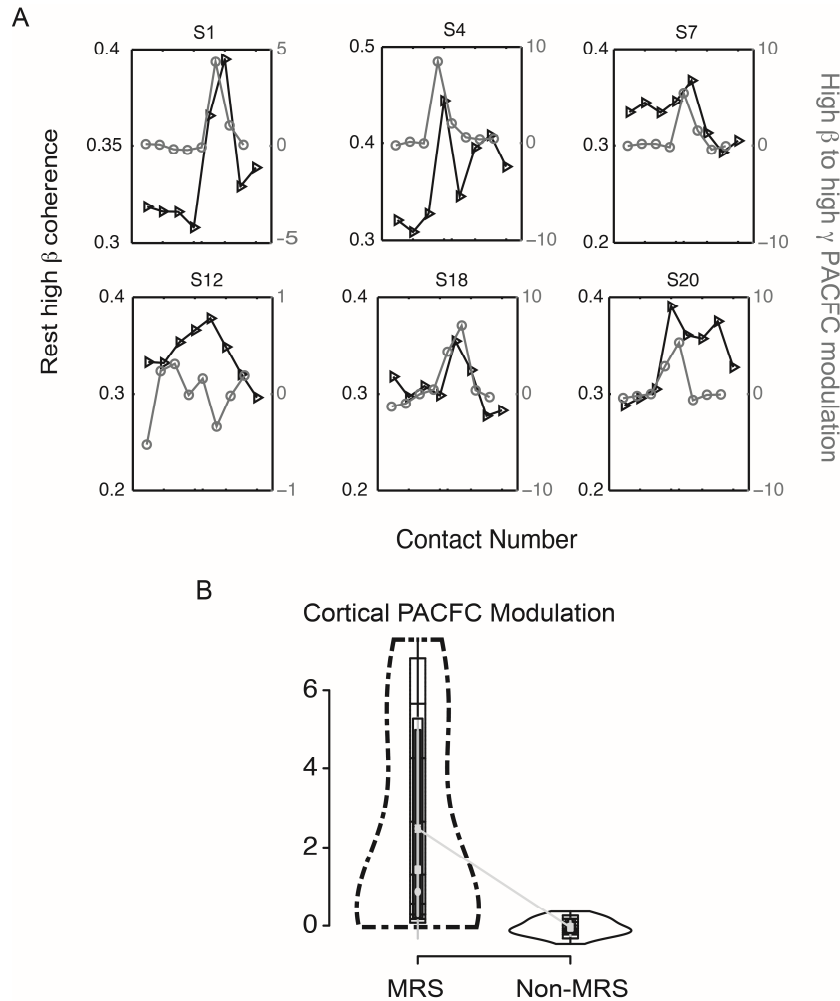 A
S1
S4
S7
0.4
0.35
0.3
5
0
−5
0.5
0.4
0.3
10
0
−10
0.4
0.3
0.2
10
0
−10
S12
S18
S20
0.4
0.3
0.2
1
0
−1
0.4
0.3
0.2
10
0
−10
0.4
0.3
0.2
10
0
−10
Rest high β coherence
High β to high γ PACFC modulation
Contact Number
B
Cortical PACFC Modulation
6
4
2
0
MRS
Non-MRS